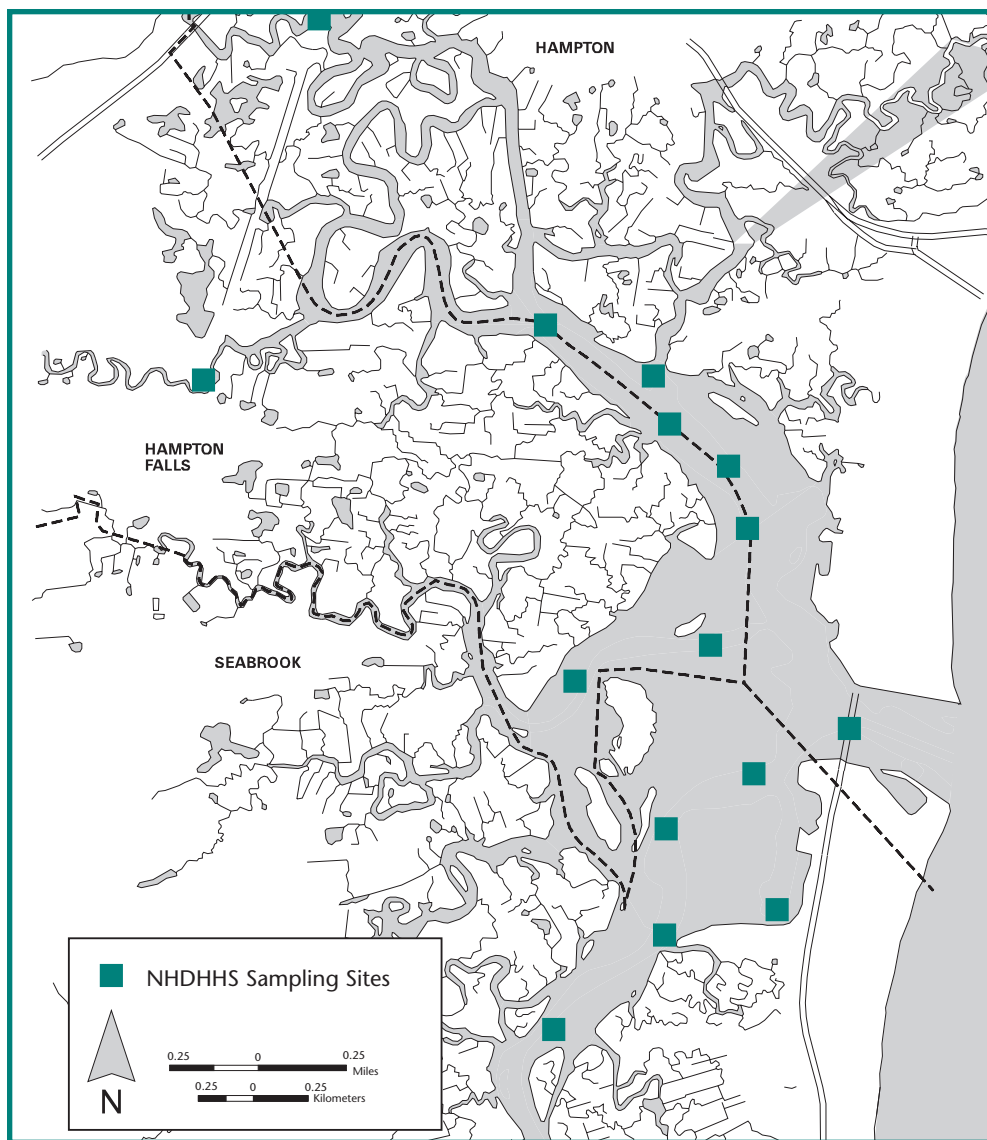 HAMPTON
HAMPTON
FALLS
SEABROOK
NHDHHS Sampling Sites
0.25 0 0.25
Miles
0.25 0 0.25
Kilometers
N